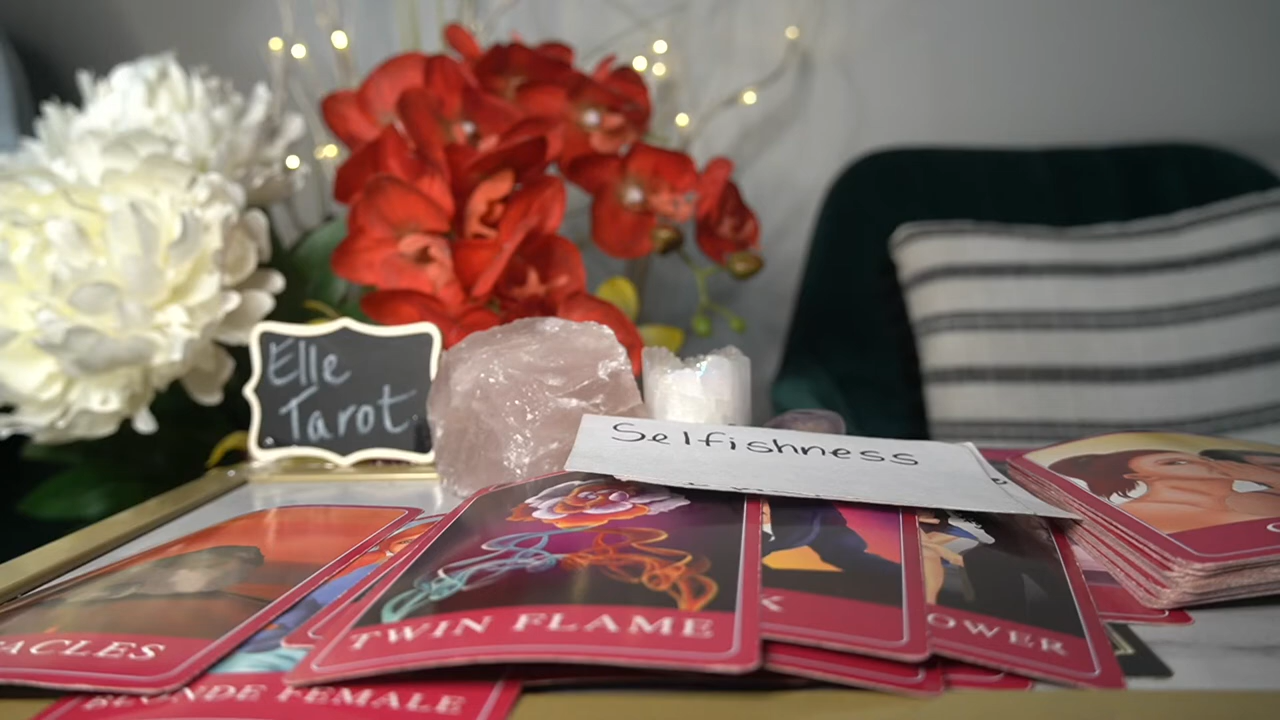 Elle
Tarot
Selfishness
TWIN FLAME
ACLES
K
OWER
BLONDE FEMALE